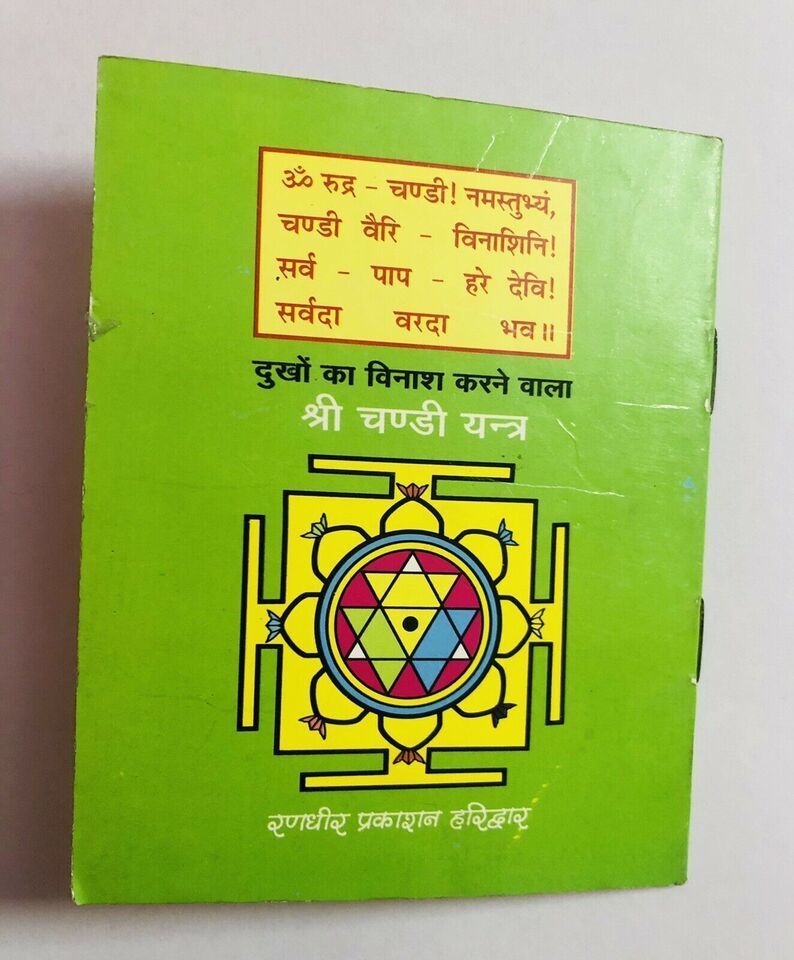 ॐ रुद्र - चण्डी! नमस्तुभ्यं,
चण्डी वैरि - विनाशिनि!
सर्व - पाप - हरे देवि!
सर्वदा वरदा भव॥
दुखों का विनाश करने वाला
श्री चण्डी यन्त्र
रणधीर प्रकाशन हरिद्वार